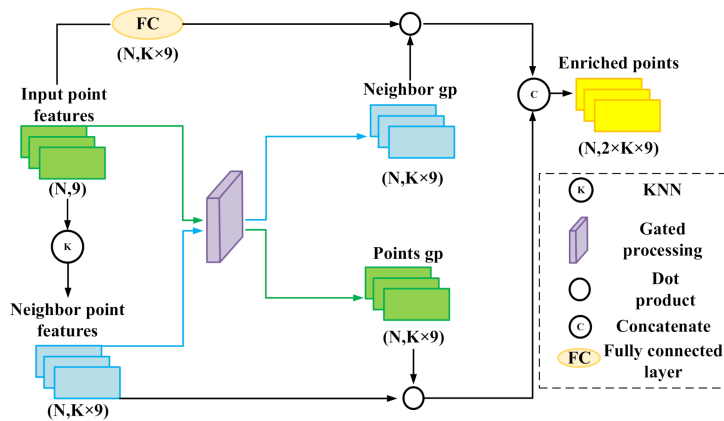 FC
(N,K×9)
Input point
features
(N,9)
K
Neighbor point
features
(N,K×9)
Neighbor gp
(N,K×9)
Points gp
(N,K×9)
C
Enriched points
(N,2×K×9)
K
KNN
Gated
processing
Dot
product
C
Concatenate
FC
Fully connected
layer